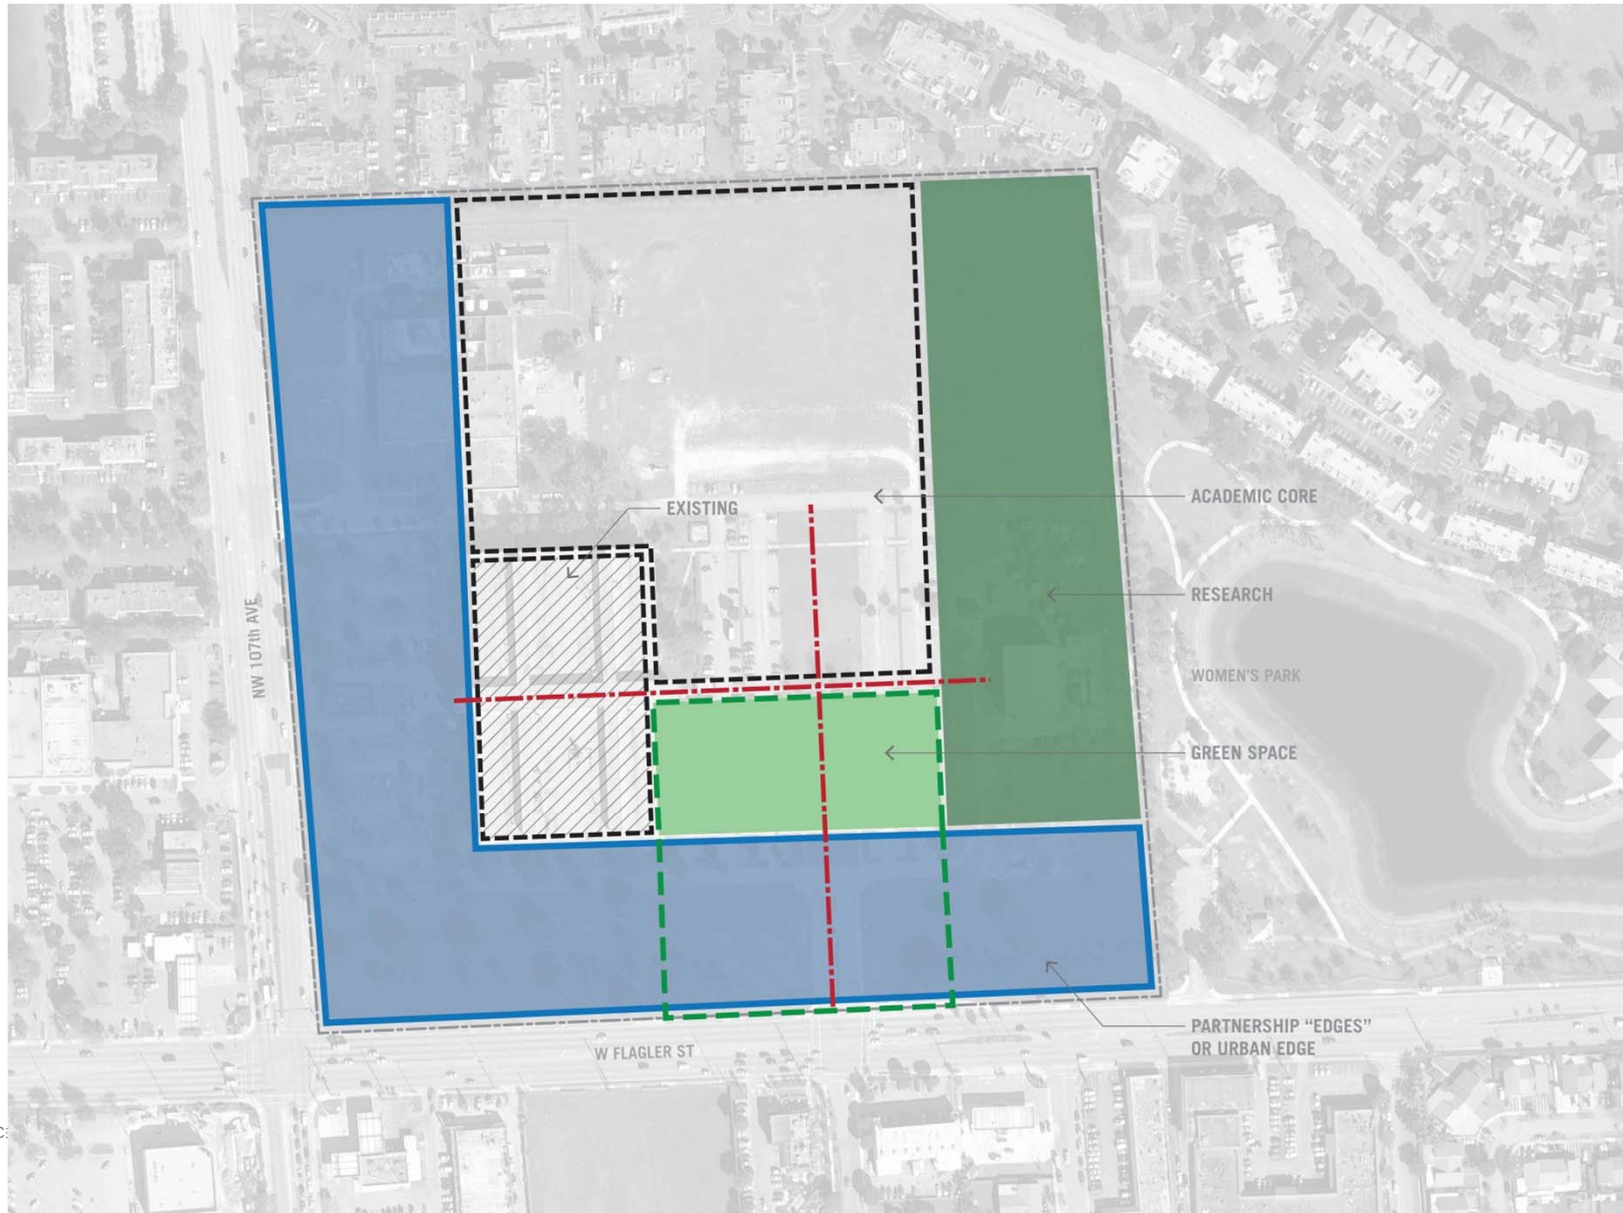 ACADEMIC CORE
EXISTING
RESEARCH
NW 107th AVE
WOMEN'S PARK
GREEN SPACE
PARTNERSHIP “EDGES”
OR URBAN EDGE
W FLAGLER ST